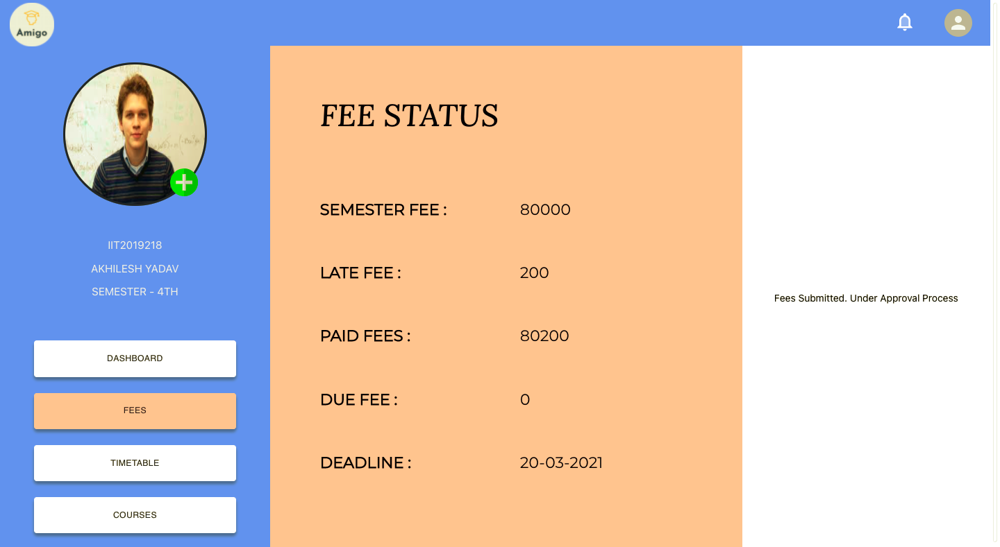 Amigo
IIT2019218
AKHILESH YADAV
SEMESTER - 4TH
DASHBOARD
FEES
TIMETABLE
COURSES
FEE STATUS
SEMESTER FEE : 80000
LATE FEE : 200
PAID FEES : 80200
DUE FEE : 0
DEADLINE : 20-03-2021
Fees Submitted. Under Approval Process